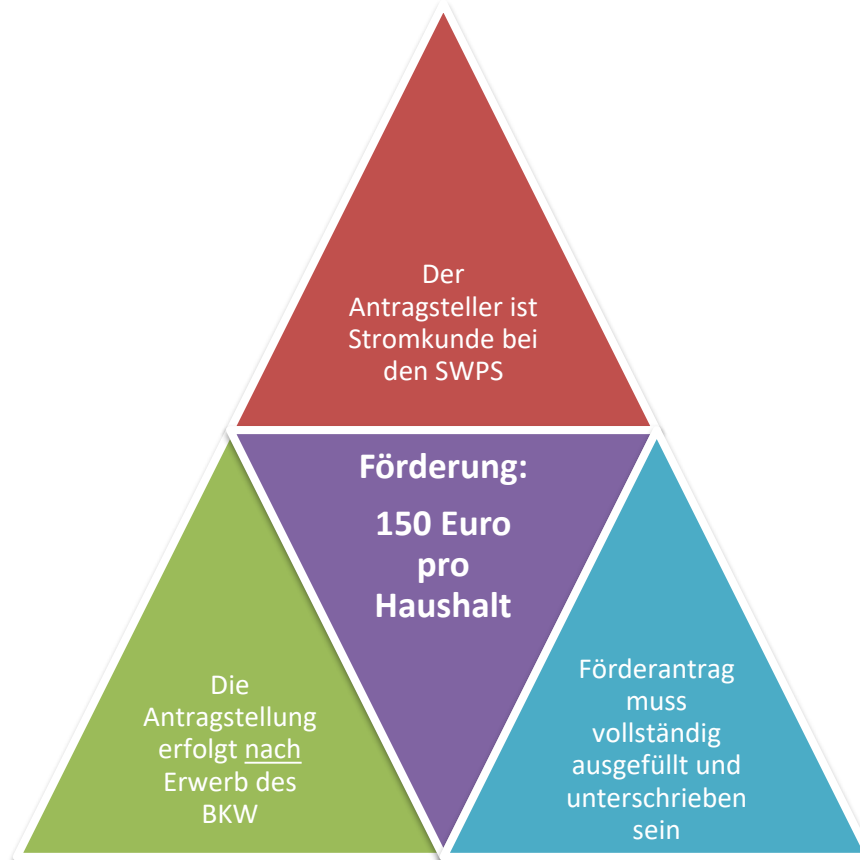 Der
Antragsteller ist
Stromkunde bei
den SWPS
Förderung:
150 Euro
pro
Haushalt
Die
Antragstellung
erfolgt nach
Erwerb des
BKW
Förderantrag
muss
vollständig
ausgefüllt und
unterschrieben
sein